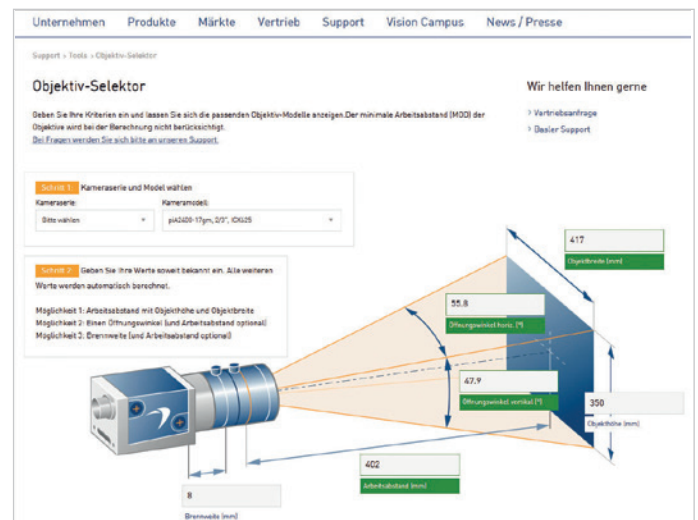 Unternehmen Produkte Märkte Vertrieb Support Vision Campus News / Presse
Support > Tools > Objektiv-Selektor
Objektiv-Selektor
Wir helfen Ihnen gerne
Geben Sie Ihre Kriterien ein und lassen Sie sich die passenden Objektiv-Modelle anzeigen.Der minimale Arbeitsabstand (MOD) der
Objektive wird bei der Berechnung nicht berücksichtigt.
Bei Fragen wenden Sie sich bitte an unseren Support.
> Vertriebsanfrage
> Basler Support
Schritt 1: Kameraserie und Model wählen
Kameraserie: Kameramodell:
Bitte wählen piA2400-17gm, 2/3", ICX625
Schritt 2: Geben Sie Ihre Werte soweit bekannt ein. Alle weiteren
Werte werden automatisch berechnet.
Möglichkeit 1: Arbeitsabstand mit Objekthöhe und Objektbreite
Möglichkeit 2: Einen Öffnungswinkel (und Arbeitsabstand optional)
Möglichkeit 3: Brennweite (und Arbeitsabstand optional)
417
Objektbreite (mm)
55.8
Öffnungswinkel horiz. (°)
47.9
Öffnungswinkel vertikal (°)
350
Objekthöhe (mm)
402
Arbeitsabstand (mm)
8
Brennweite (mm)